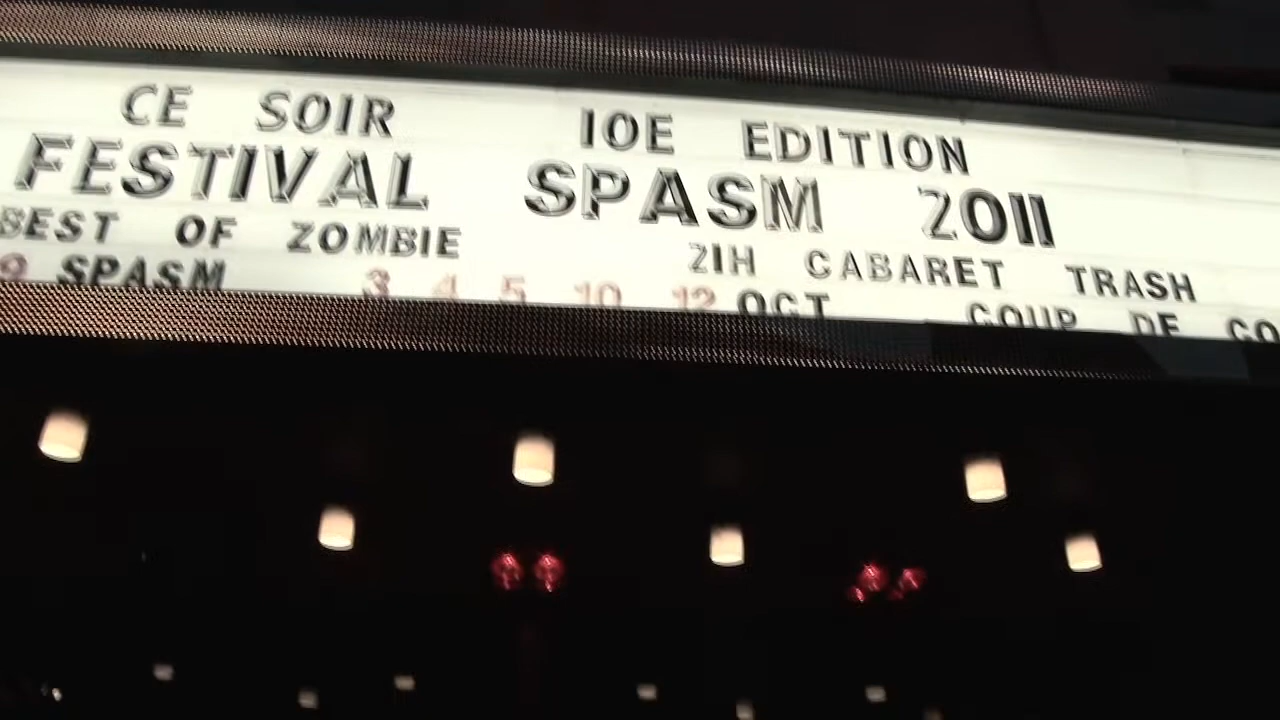 CE SOIR 10E EDITION
FESTIVAL SPASM 2011
BEST OF ZOMBIE 21H CABARET TRASH
SPASM 3 4 5 10 12 OCT COUP DE